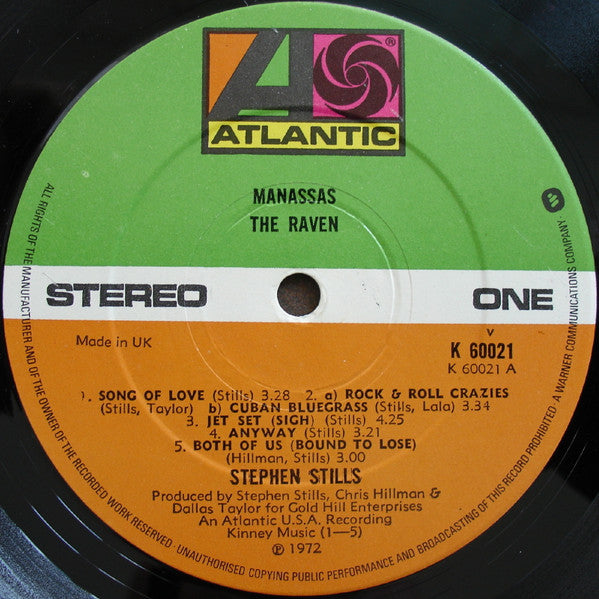 ATLANTIC
®
MANASSAS
THE RAVEN
STEREO ONE
Made in UK
V
K 60021
K 60021 A
1. SONG OF LOVE (Stills) 3.28 2. a) ROCK & ROLL CRAZIES
(Stills, Taylor) b) CUBAN BLUEGRASS (Stills, Lala) 3.34
3. JET SET (SIGH) (Stills) 4.25
4. ANYWAY (Stills) 3.21
5. BOTH OF US (BOUND TO LOSE)
(Hillman, Stills) 3.00
STEPHEN STILLS
Produced by Stephen Stills, Chris Hillman &
Dallas Taylor for Gold Hill Enterprises
An Atlantic U.S.A. Recording
Kinney Music (1—5)
℗ 1972
ALL RIGHTS OF THE MANUFACTURER AND OF THE OWNER OF THE RECORDED WORK RESERVED · UNAUTHORISED COPYING PUBLIC PERFORMANCE AND BROADCASTING OF THIS RECORD PROHIBITED · A WARNER COMMUNICATIONS COMPANY